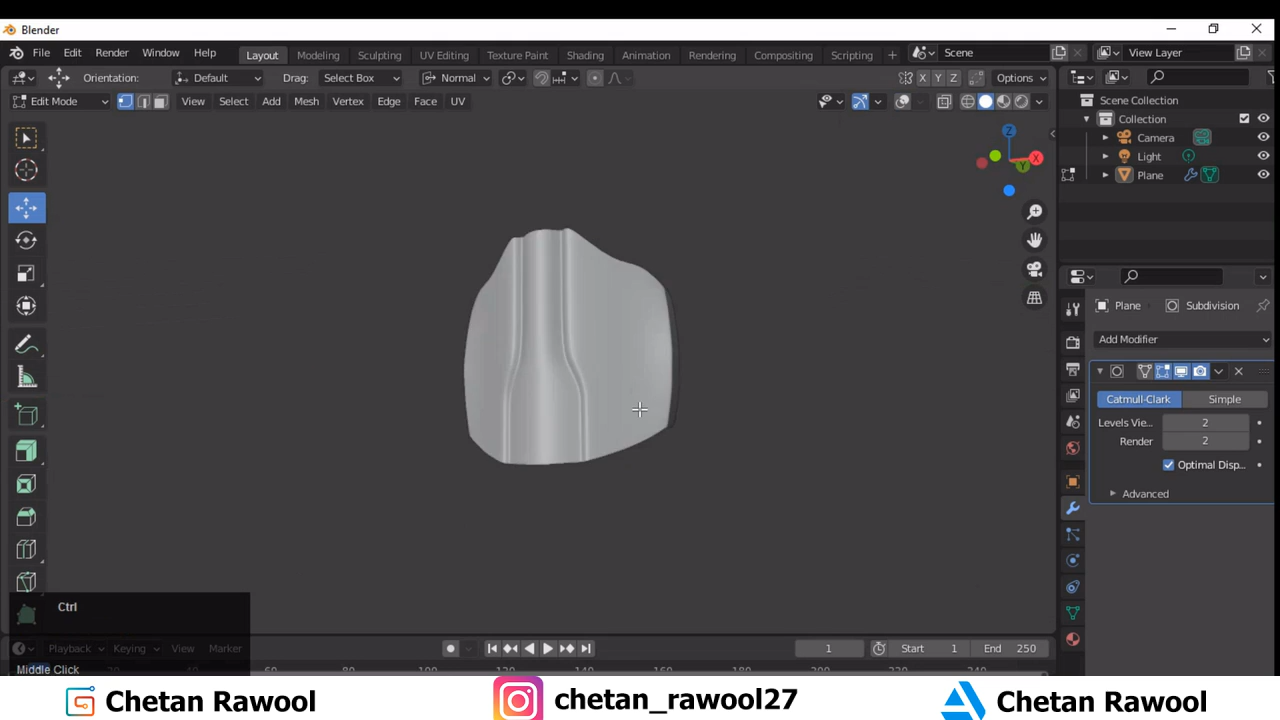 Blender
File Edit Render Window Help Layout Modeling Sculpting UV Editing Texture Paint Shading Animation Rendering Compositing Scripting + Scene View Layer
Orientation: Default Drag: Select Box Normal X Y Z Options
Edit Mode View Select Add Mesh Vertex Edge Face UV
Scene Collection
Collection
Camera
Light
Plane
Z
X
Y
Plane Subdivision
Add Modifier
Catmull-Clark Simple
Levels Vie... 2
Render 2
Optimal Disp...
Advanced
Ctrl
Playback Keying View Marker 1 Start 1 End 250
Middle Click
Chetan Rawool chetan_rawool27 Chetan Rawool